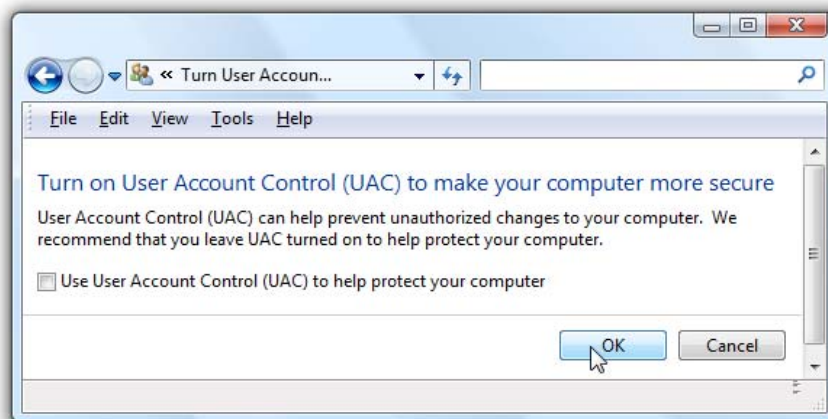 « Turn User Accoun...
File Edit View Tools Help
Turn on User Account Control (UAC) to make your computer more secure
User Account Control (UAC) can help prevent unauthorized changes to your computer. We
recommend that you leave UAC turned on to help protect your computer.
Use User Account Control (UAC) to help protect your computer
OK Cancel